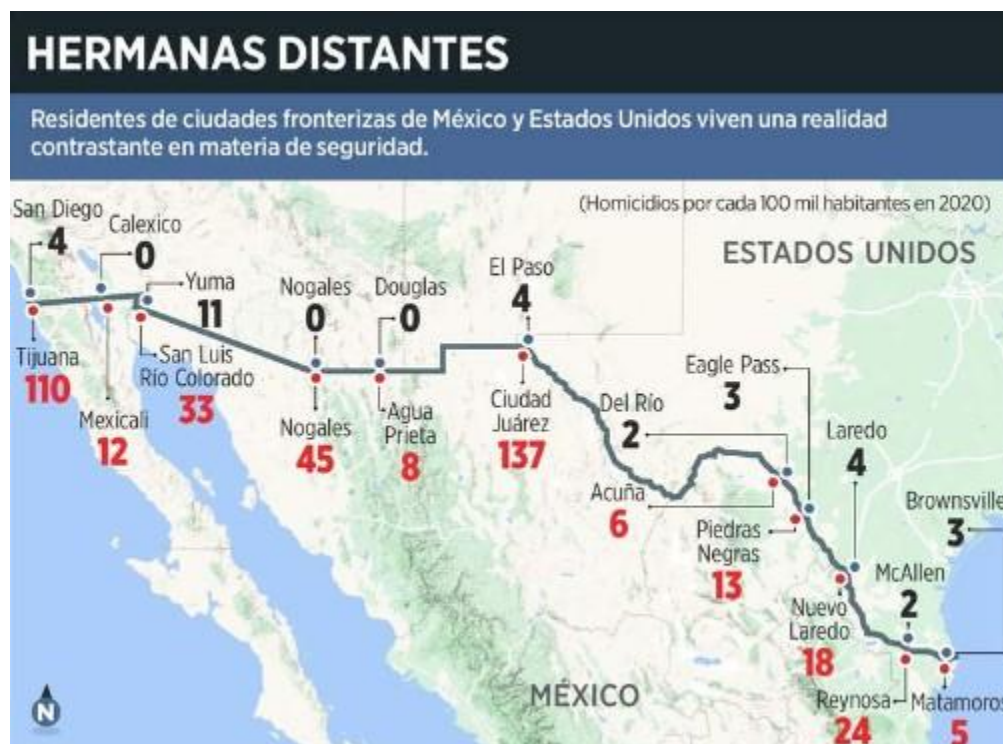 HERMANAS DISTANTES
Residentes de ciudades fronterizas de México y Estados Unidos viven una realidad
contrastante en materia de seguridad.
(Homicidios por cada 100 mil habitantes en 2020)
ESTADOS UNIDOS
San Diego
4
Calexico
0
Yuma
11
Nogales
0
Douglas
0
El Paso
4
Del Río
2
Eagle Pass
3
Laredo
4
McAllen
2
Brownsville
3
Tijuana
110
Mexicali
12
San Luis
Río Colorado
33
Nogales
45
Agua
Prieta
8
Ciudad
Juárez
137
Acuña
6
Piedras
Negras
13
Nuevo
Laredo
18
Reynosa
24
Matamoros
5
MÉXICO
N